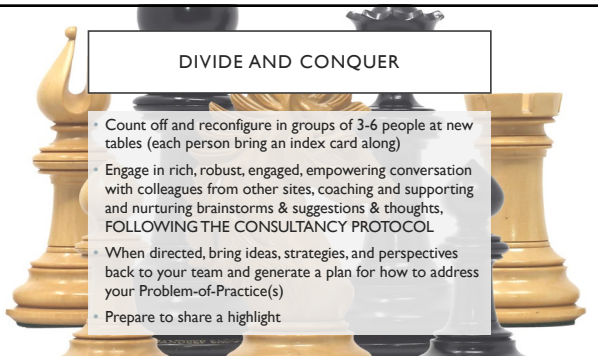 DIVIDE AND CONQUER
• Count off and reconfigure in groups of 3-6 people at new
tables (each person bring an index card along)
• Engage in rich, robust, engaged, empowering conversation
with colleagues from other sites, coaching and supporting
and nurturing brainstorms & suggestions & thoughts,
FOLLOWING THE CONSULTANCY PROTOCOL
• When directed, bring ideas, strategies, and perspectives
back to your team and generate a plan for how to address
your Problem-of-Practice(s)
• Prepare to share a highlight